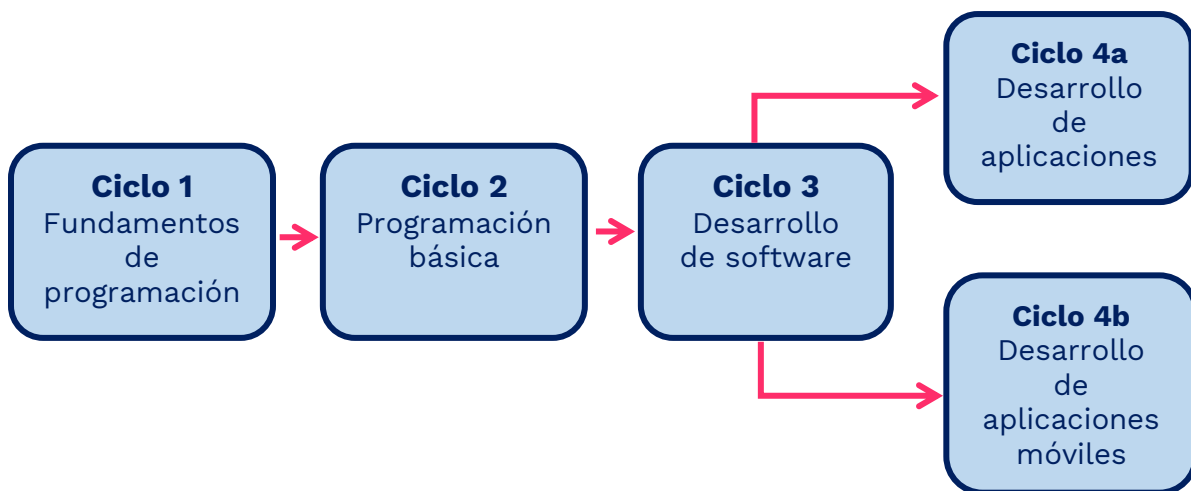 Ciclo 1
Fundamentos
de
programación
Ciclo 2
Programación
básica
Ciclo 3
Desarrollo
de software
Ciclo 4a
Desarrollo
de
aplicaciones
Ciclo 4b
Desarrollo
de
aplicaciones
móviles